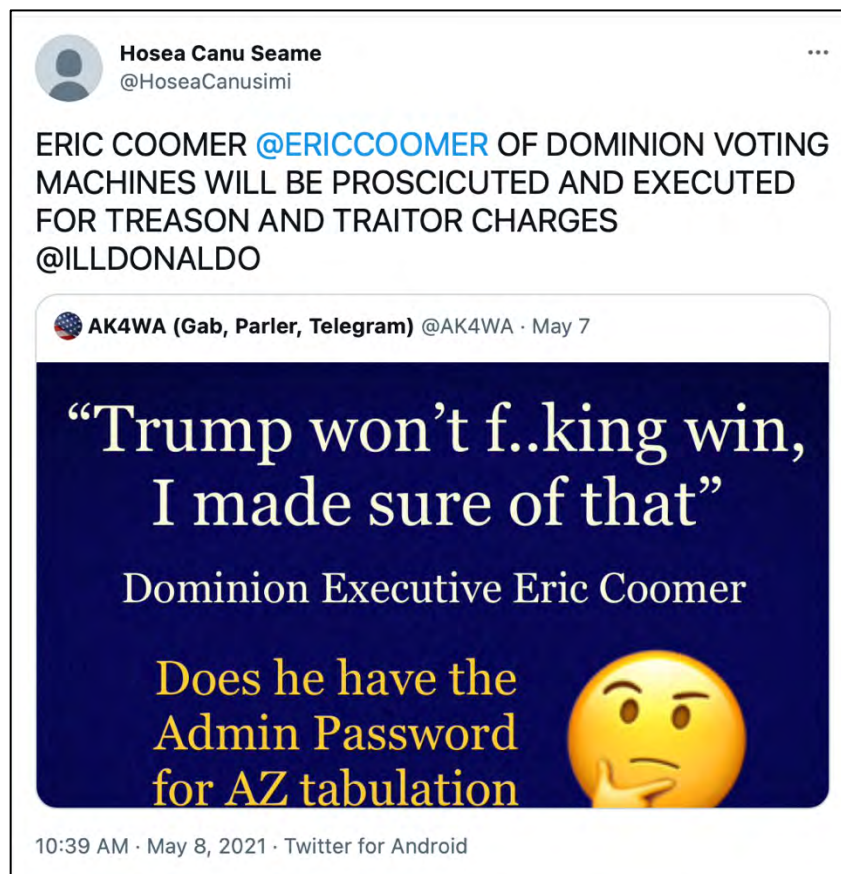 Hosea Canu Seame
@HoseaCanusimi
ERIC COOMER @ERICCOOMER OF DOMINION VOTING
MACHINES WILL BE PROSCICUTED AND EXECUTED
FOR TREASON AND TRAITOR CHARGES
@ILLDONALDO
AK4WA (Gab, Parler, Telegram) @AK4WA · May 7
“Trump won’t f..king win,
I made sure of that”
Dominion Executive Eric Coomer
Does he have the
Admin Password
for AZ tabulation
10:39 AM · May 8, 2021 · Twitter for Android